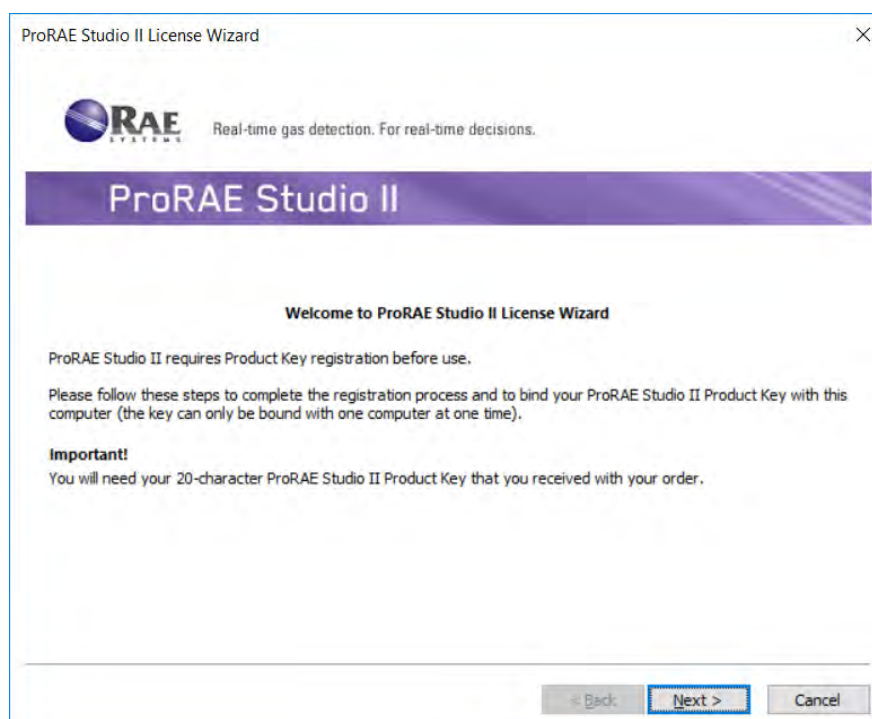 ProRAE Studio II License Wizard
RAE
SYSTEMS
Real-time gas detection. For real-time decisions.
ProRAE Studio II
Welcome to ProRAE Studio II License Wizard
ProRAE Studio II requires Product Key registration before use.
Please follow these steps to complete the registration process and to bind your ProRAE Studio II Product Key with this
computer (the key can only be bound with one computer at one time).
Important!
You will need your 20-character ProRAE Studio II Product Key that you received with your order.
< Back
Next >
Cancel